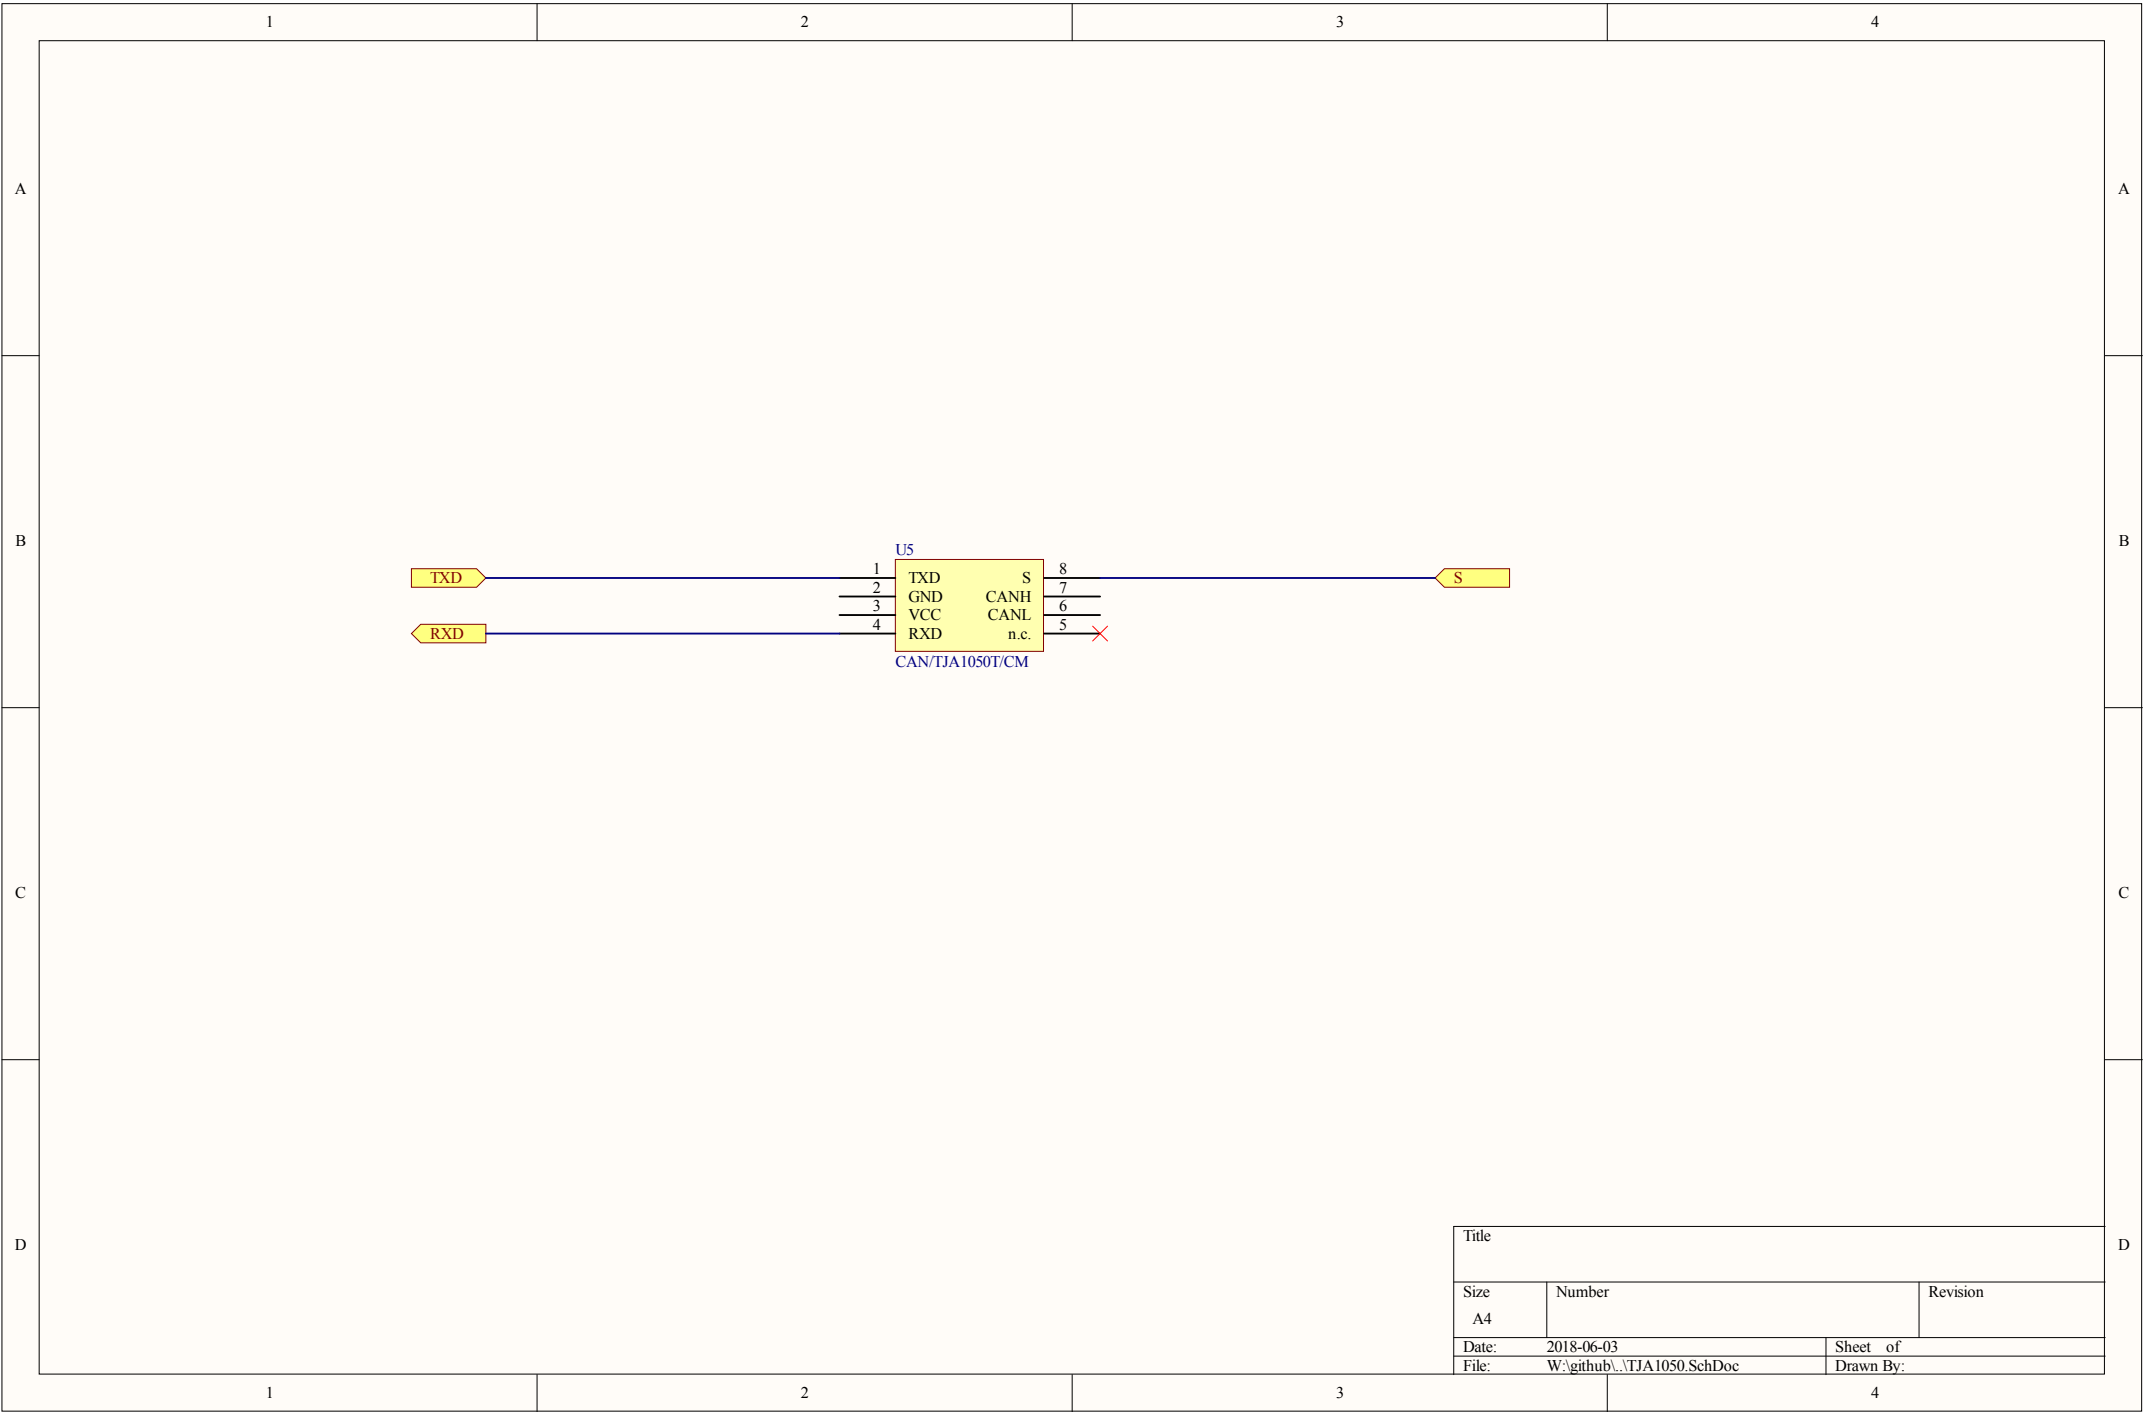 1 2 3 4
A A
B B
U5
TXD 1 TXD S 8 S
2 GND CANH 7
3 VCC CANL 6
RXD 4 RXD n.c. 5
CAN/TJA1050T/CM
C C
D D
Title
Size Number Revision
A4
Date: 2018-06-03 Sheet of
File: W:\github\..\TJA1050.SchDoc Drawn By:
1 2 3 4